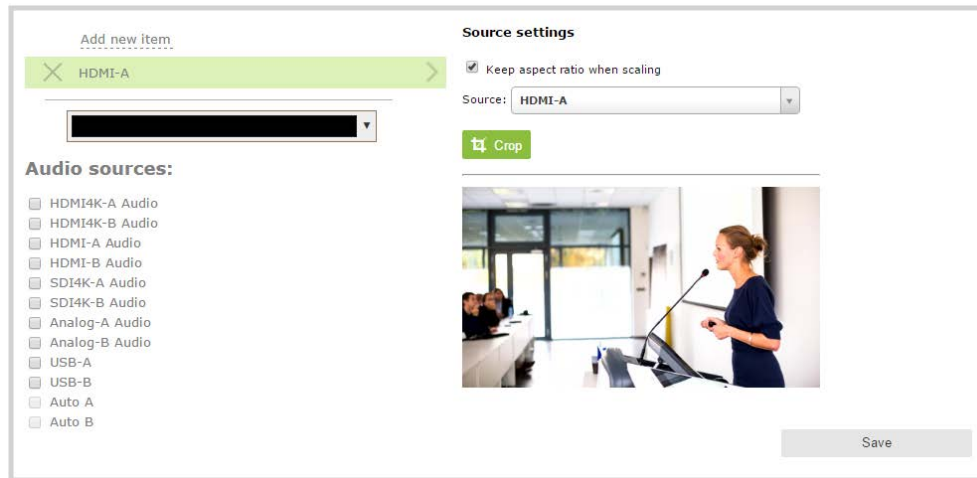 Add new item
HDMI-A
Audio sources:
HDMI4K-A Audio
HDMI4K-B Audio
HDMI-A Audio
HDMI-B Audio
SDI4K-A Audio
SDI4K-B Audio
Analog-A Audio
Analog-B Audio
USB-A
USB-B
Auto A
Auto B
Source settings
Keep aspect ratio when scaling
Source: HDMI-A
Crop
Save